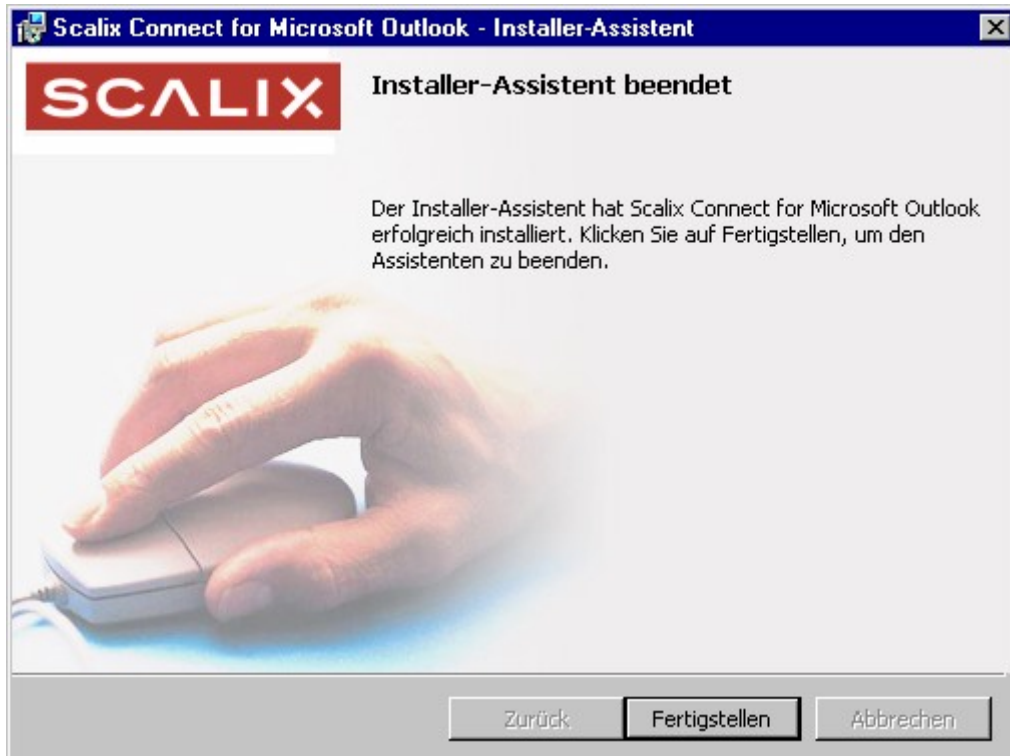 Scalix Connect for Microsoft Outlook - Installer-Assistent
SCALIX
Installer-Assistent beendet
Der Installer-Assistent hat Scalix Connect for Microsoft Outlook
erfolgreich installiert. Klicken Sie auf Fertigstellen, um den
Assistenten zu beenden.
Zurück
Fertigstellen
Abbrechen